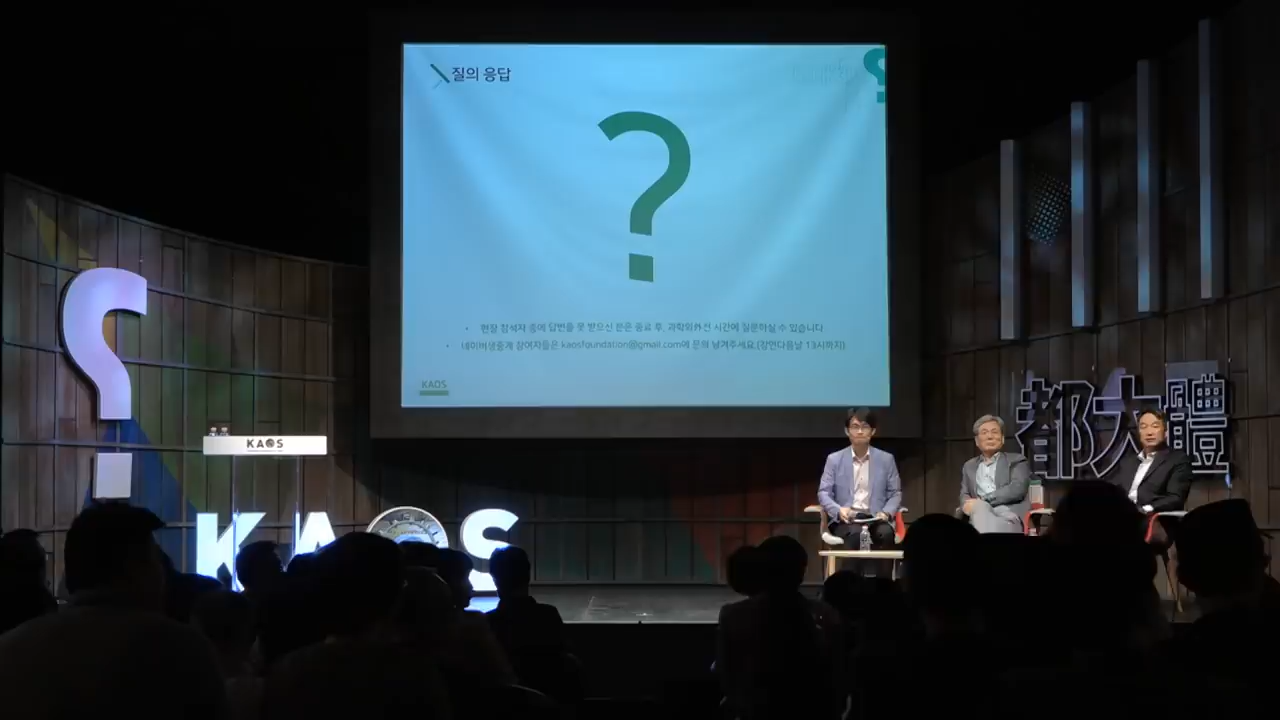 질의 응답
?
• 현장 참석자 중에 답변을 못 받으신 분은 종료 후, 과학의外전 시간에 질문하실 수 있습니다.
• 네이버생중계 참여자들은 kaosfoundation@gmail.com에 문의 남겨주세요.(강연다음날 13시까지)
KAOS
KAOS
KAOS
都大體